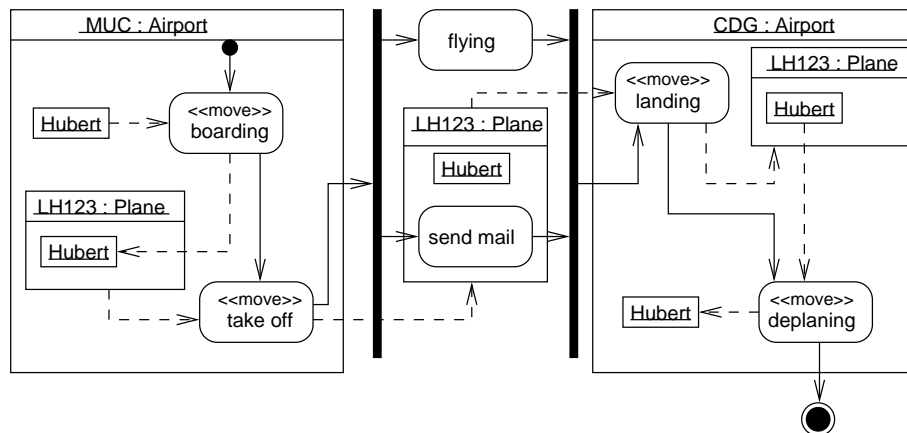 MUC : Airport
<<move>>
boarding
Hubert
LH123 : Plane
Hubert
<<move>>
take off
flying
LH123 : Plane
Hubert
send mail
CDG : Airport
<<move>>
landing
LH123 : Plane
Hubert
<<move>>
deplaning
Hubert